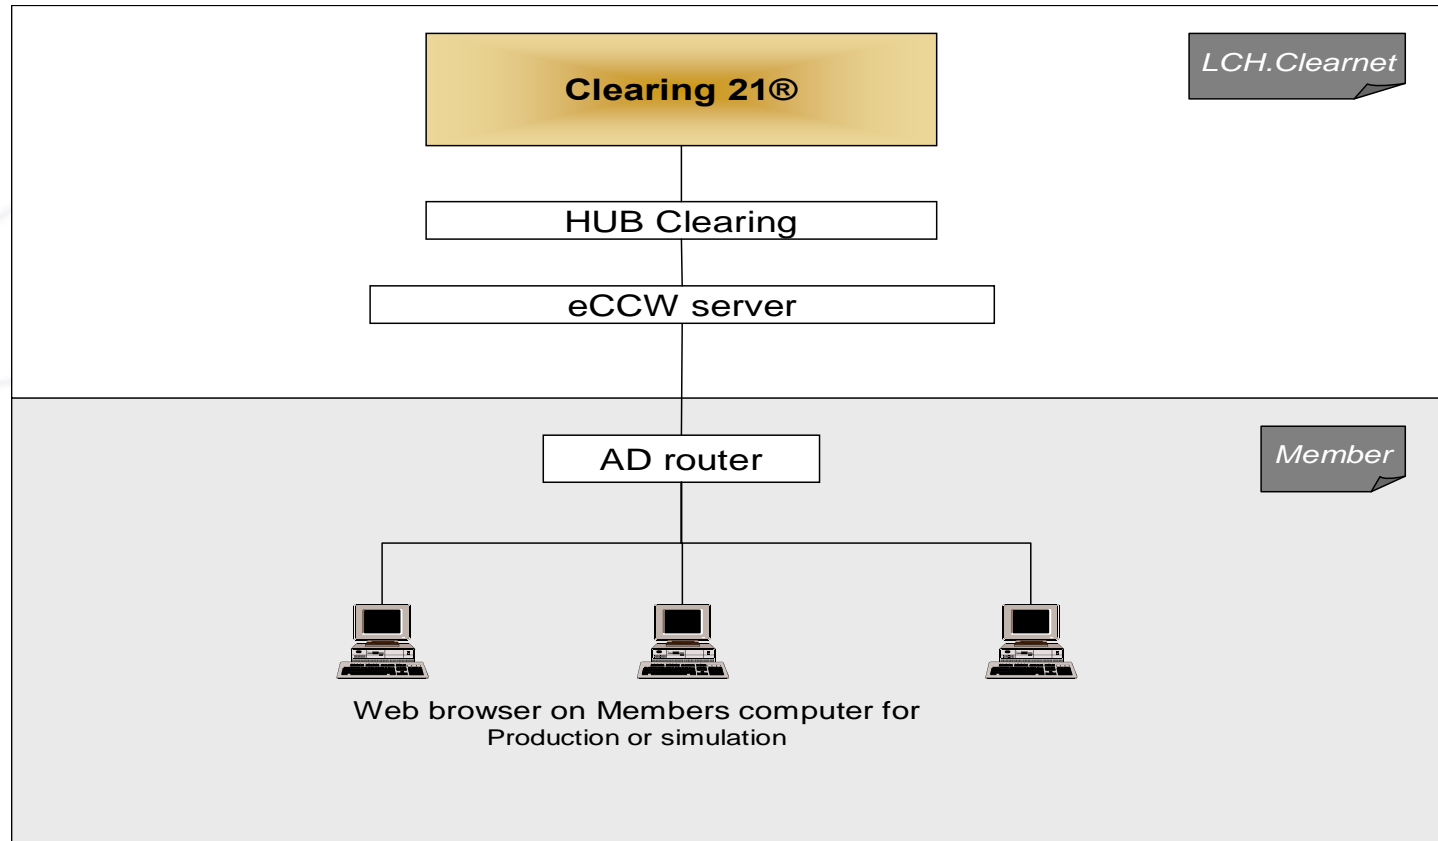 Clearing 21®
LCH.Clearnet
HUB Clearing
eCCW server
AD router
Member
Web browser on Members computer for
Production or simulation